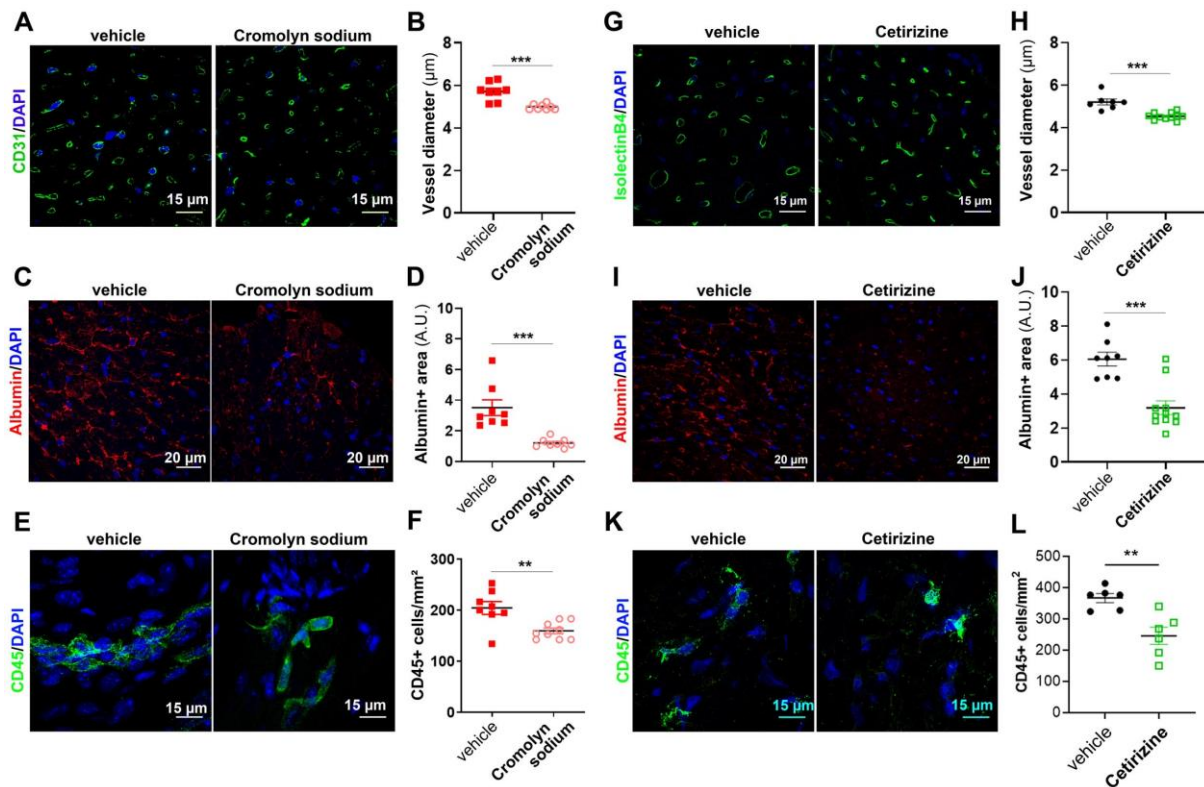 A
vehicle
Cromolyn sodium
CD31/DAPI
15 µm
15 µm
B
***
Vessel diameter (µm)
8
6
4
2
0
vehicle
Cromolyn
sodium
C
vehicle
Cromolyn sodium
Albumin/DAPI
20 µm
20 µm
D
***
Albumin+ area (A.U.)
10
8
6
4
2
0
vehicle
Cromolyn
sodium
E
vehicle
Cromolyn sodium
CD45/DAPI
15 µm
15 µm
F
**
CD45+ cells/mm²
300
200
100
0
vehicle
Cromolyn
sodium
G
vehicle
Cetirizine
IsolectinB4/DAPI
15 µm
15 µm
H
***
Vessel diameter (µm)
8
6
4
2
0
vehicle
Cetirizine
I
vehicle
Cetirizine
Albumin/DAPI
20 µm
20 µm
J
***
Albumin+ area (A.U.)
10
8
6
4
2
0
vehicle
Cetirizine
K
vehicle
Cetirizine
CD45/DAPI
15 µm
15 µm
L
**
CD45+ cells/mm²
500
400
300
200
100
0
vehicle
Cetirizine